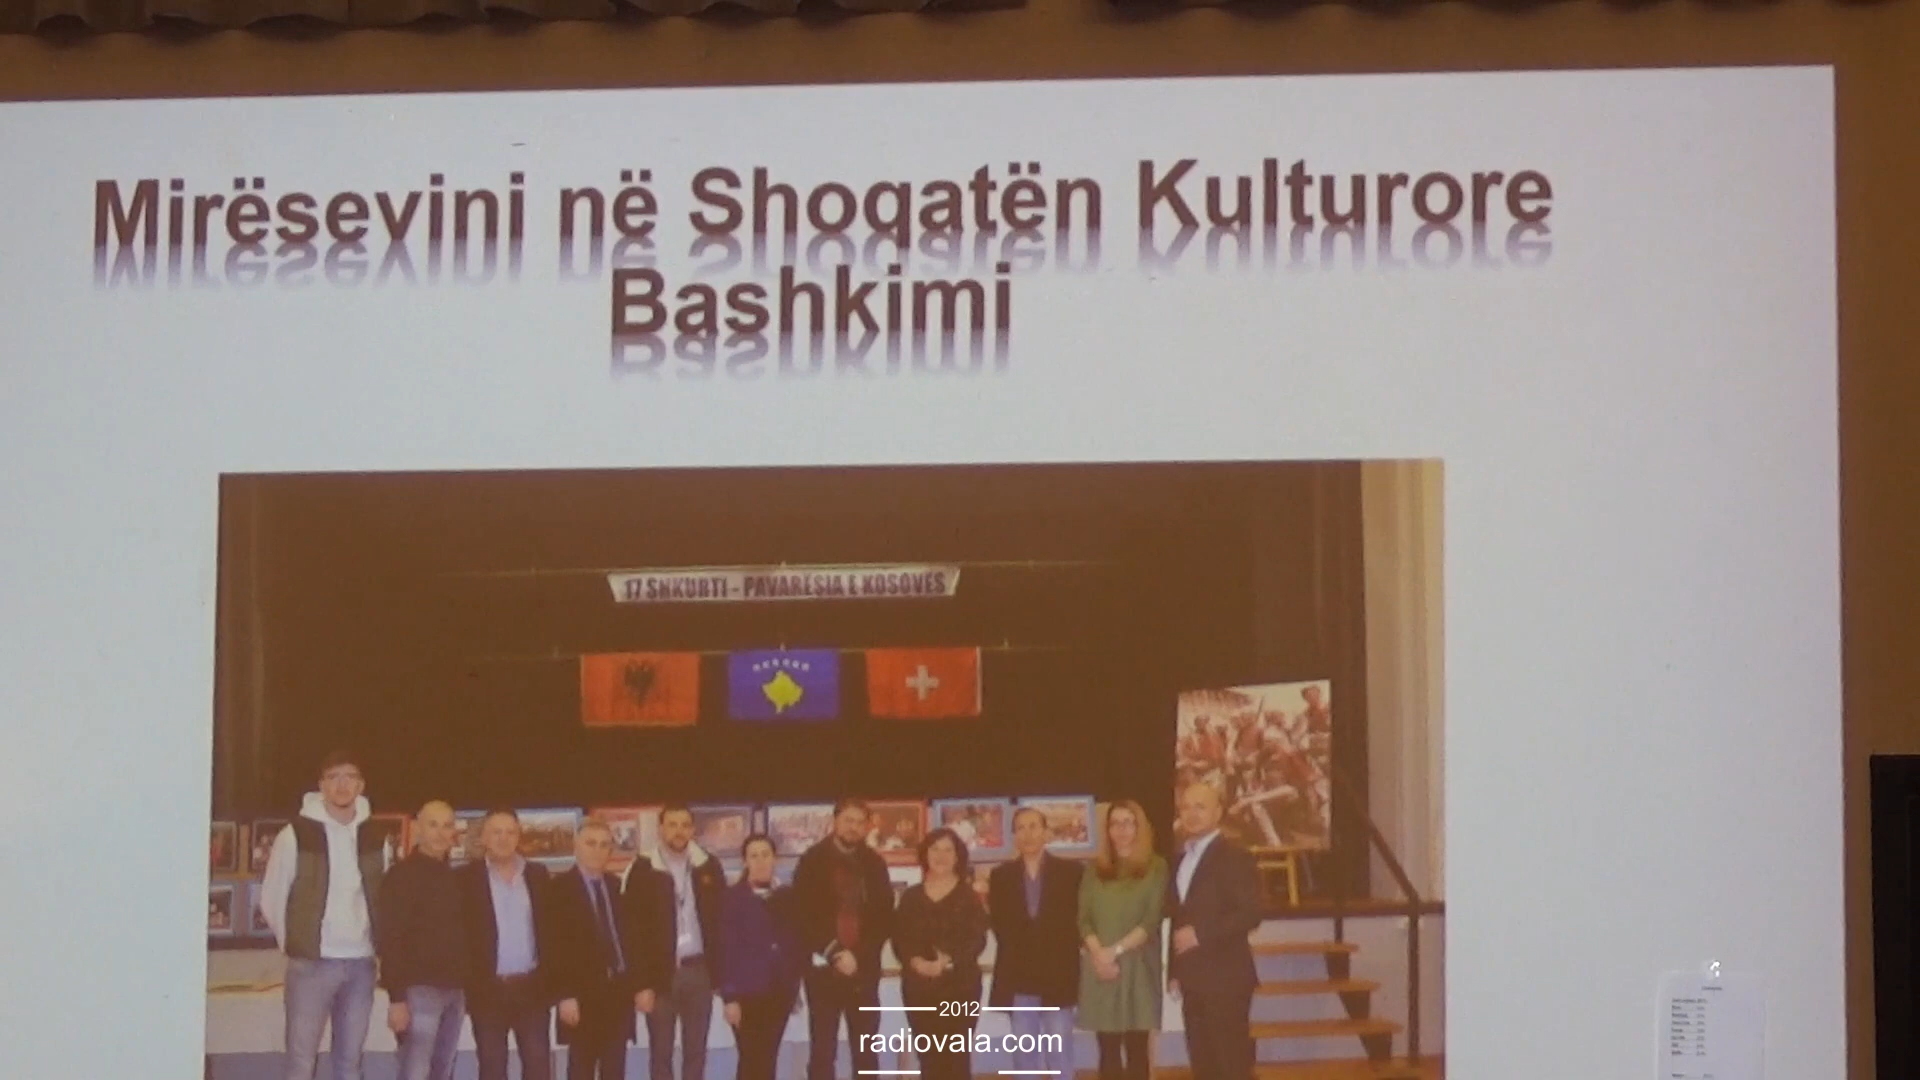 Mirësevini në Shoqatën Kulturore
Bashkimi
17 SHKURTI - PAVARËSIA E KOSOVËS
2012
radiovala.com